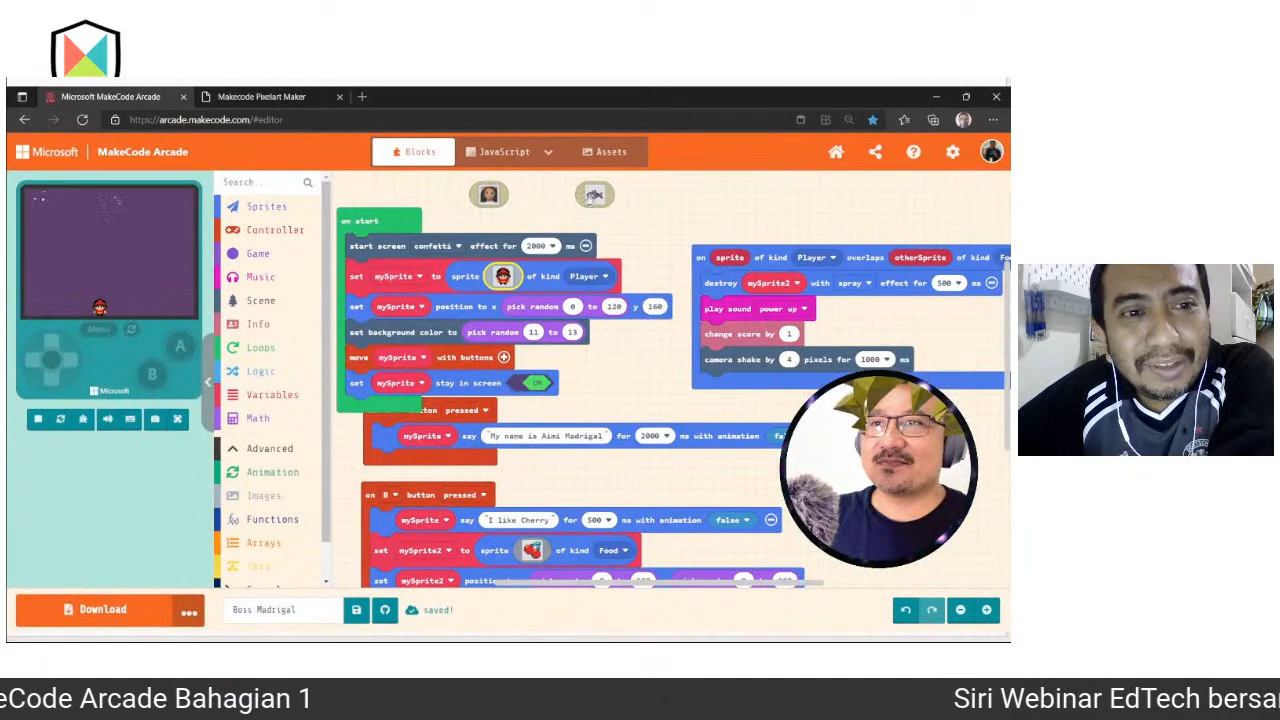 Microsoft MakeCode Arcade
Makecode Pixelart Maker
https://arcade.makecode.com/#editor
Microsoft | MakeCode Arcade
Blocks
JavaScript
Assets
Search...
Sprites
Controller
Game
Music
Scene
Info
Loops
Logic
Variables
Math
Advanced
Animation
Images
Functions
Arrays
Menu
A
B
Microsoft
on start
start screen confetti effect for 2000 ms
set mySprite to sprite of kind Player
set mySprite position to x pick random 0 to 120 y 160
set background color to pick random 11 to 13
move mySprite with buttons
set mySprite stay in screen ON
button pressed
mySprite say "My name is Aimi Madrigal" for 2000 ms with animation
on B button pressed
mySprite say "I like Cherry" for 500 ms with animation false
set mySprite2 to sprite of kind Food
set mySprite2
on sprite of kind Player overlaps otherSprite of kind
destroy mySprite2 with spray effect for 500 ms
play sound power up
change score by 1
camera shake by 4 pixels for 1000 ms
Download
Boss Madrigal
saved!
eCode Arcade Bahagian 1
Siri Webinar EdTech bersa